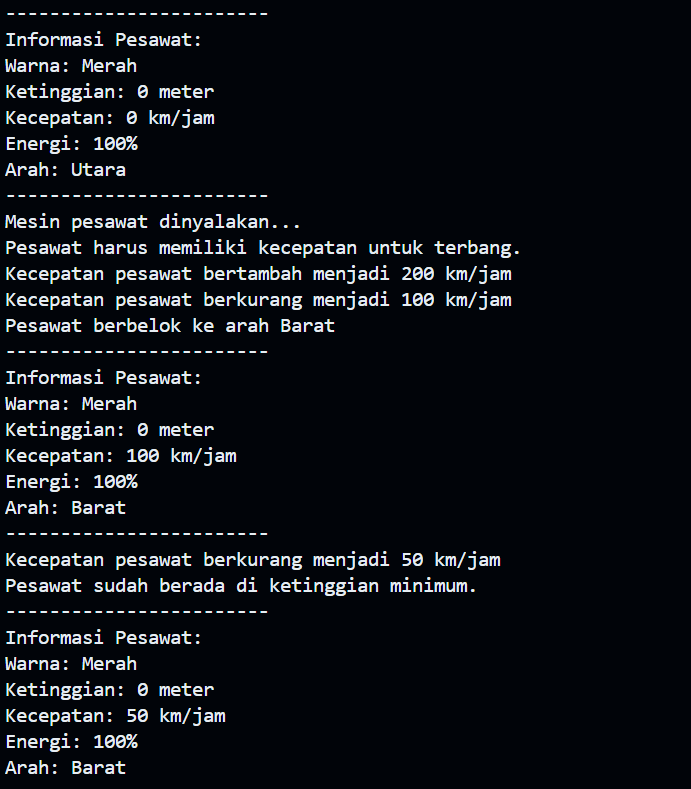 ------------------------
Informasi Pesawat:
Warna: Merah
Ketinggian: 0 meter
Kecepatan: 0 km/jam
Energi: 100%
Arah: Utara
------------------------
Mesin pesawat dinyalakan...
Pesawat harus memiliki kecepatan untuk terbang.
Kecepatan pesawat bertambah menjadi 200 km/jam
Kecepatan pesawat berkurang menjadi 100 km/jam
Pesawat berbelok ke arah Barat
------------------------
Informasi Pesawat:
Warna: Merah
Ketinggian: 0 meter
Kecepatan: 100 km/jam
Energi: 100%
Arah: Barat
------------------------
Kecepatan pesawat berkurang menjadi 50 km/jam
Pesawat sudah berada di ketinggian minimum.
------------------------
Informasi Pesawat:
Warna: Merah
Ketinggian: 0 meter
Kecepatan: 50 km/jam
Energi: 100%
Arah: Barat